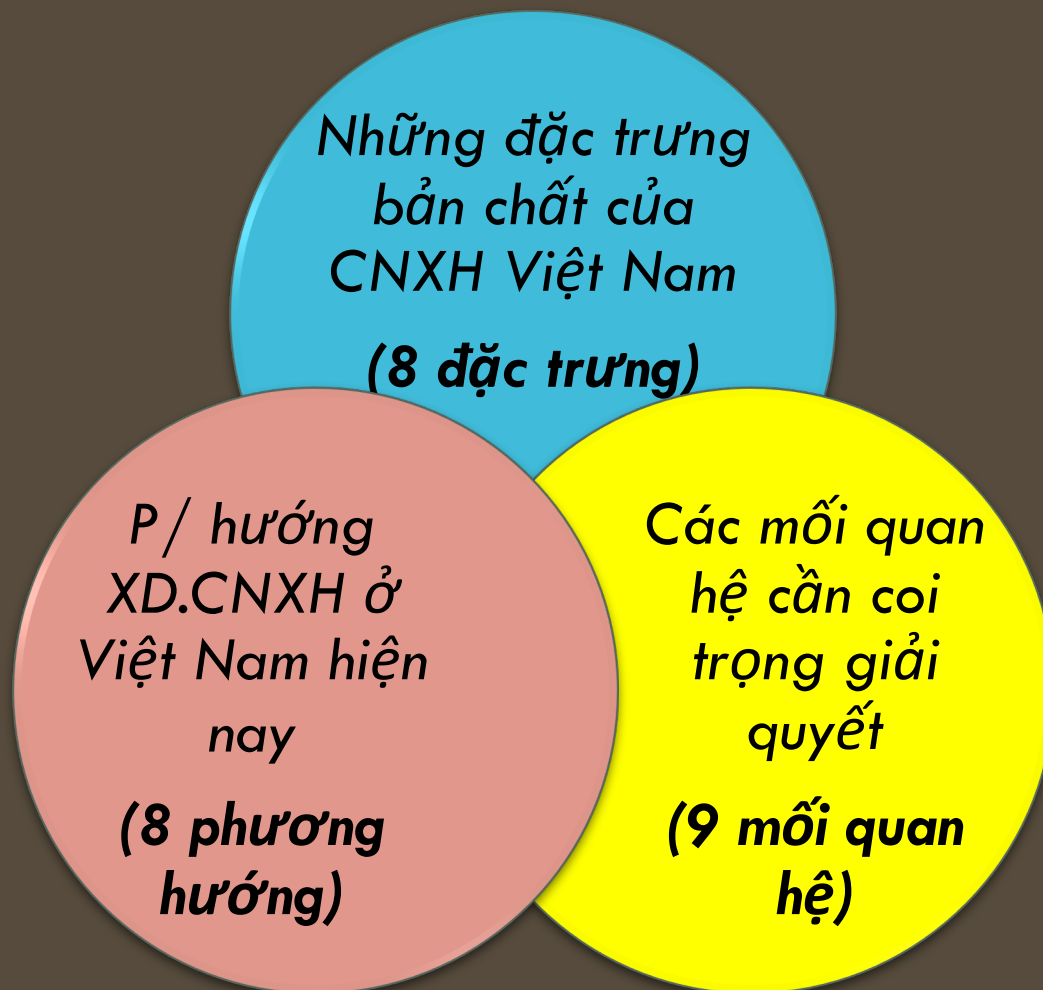 Những đặc trưng
bản chất của
CNXH Việt Nam
(8 đặc trưng)
P/ hướng
XD.CNXH ở
Việt Nam hiện
nay
(8 phương
hướng)
Các mối quan
hệ cần coi
trọng giải
quyết
(9 mối quan
hệ)